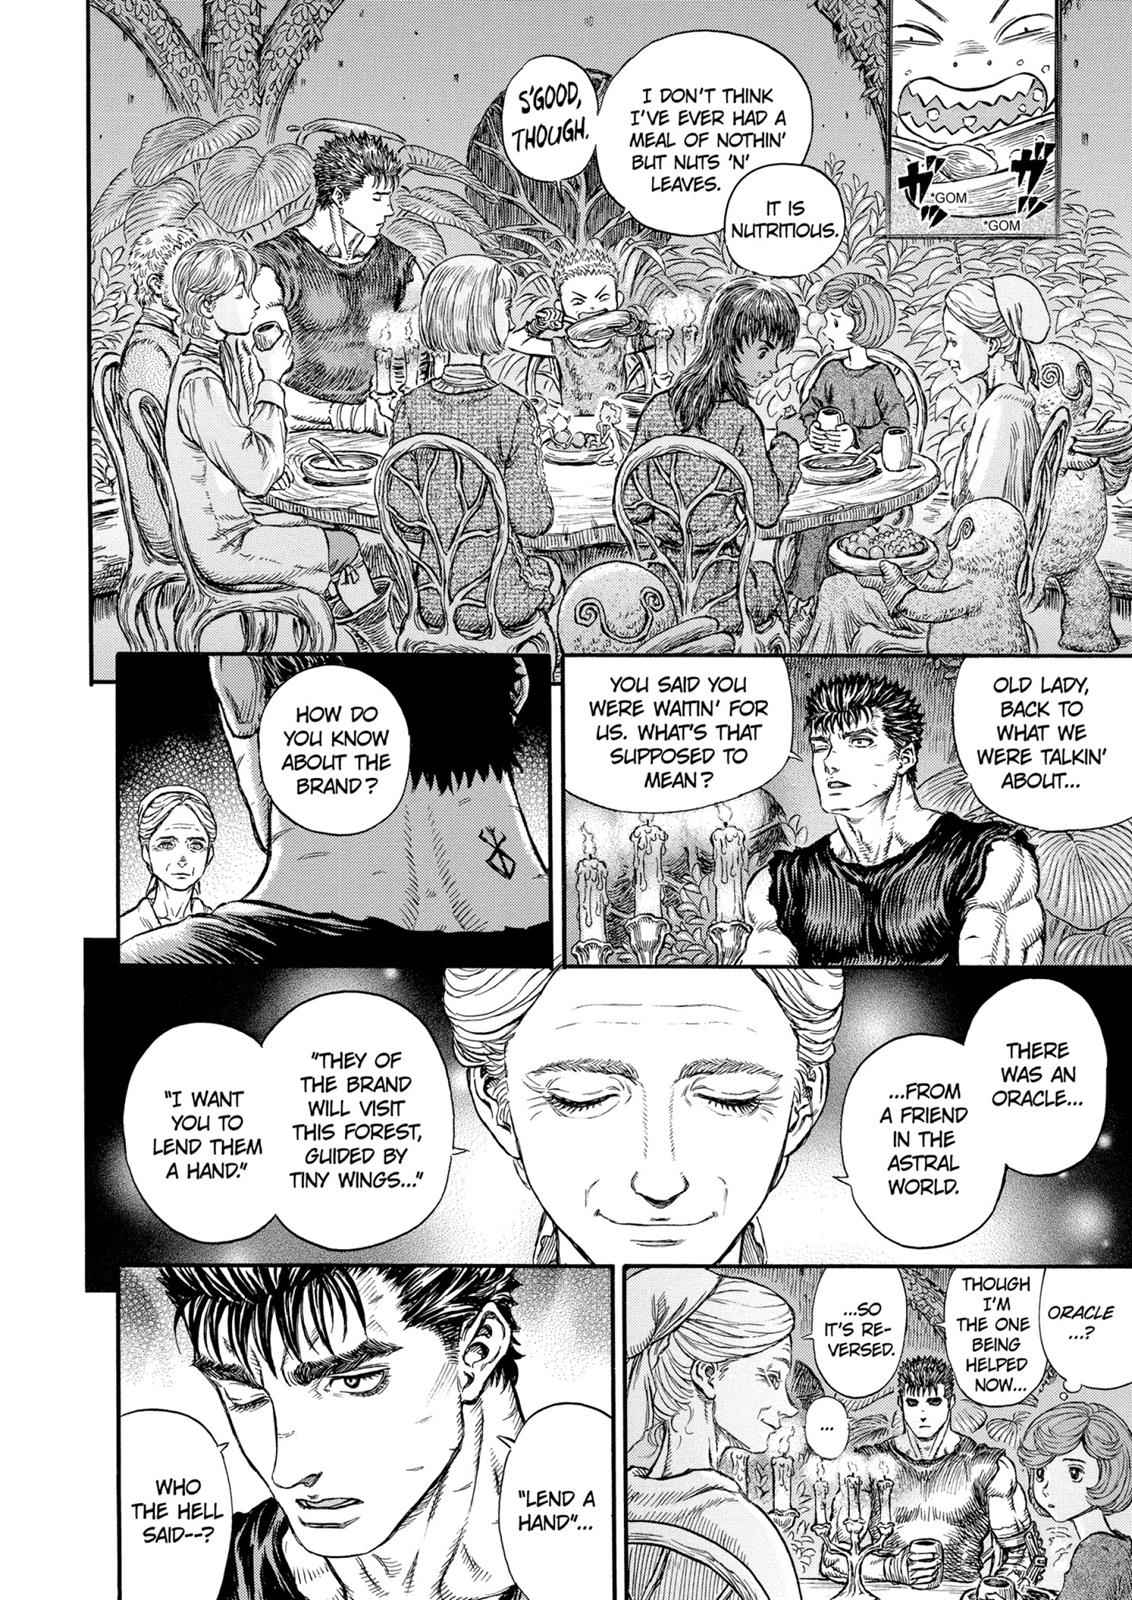 ガッ
ガッ
*GOM
*GOM
I DON'T THINK
I'VE EVER HAD A
MEAL OF NOTHIN'
BUT NUTS 'N'
LEAVES.
S'GOOD,
THOUGH.
IT IS
NUTRITIOUS.
OLD LADY,
BACK TO
WHAT WE
WERE TALKIN'
ABOUT...
YOU SAID YOU
WERE WAITIN' FOR
US. WHAT'S THAT
SUPPOSED TO
MEAN?
HOW DO
YOU KNOW
ABOUT THE
BRAND?
THERE
WAS AN
ORACLE...
...FROM
A FRIEND
IN THE
ASTRAL
WORLD.
"THEY OF
THE BRAND
WILL VISIT
THIS FOREST,
GUIDED BY
TINY WINGS..."
"I WANT
YOU TO
LEND THEM
A HAND."
ORACLE
...?
THOUGH
I'M
THE ONE
BEING
HELPED
NOW...
...SO
IT'S RE-
VERSED.
...
"LEND A
HAND"...
WHO
THE HELL
SAID--?